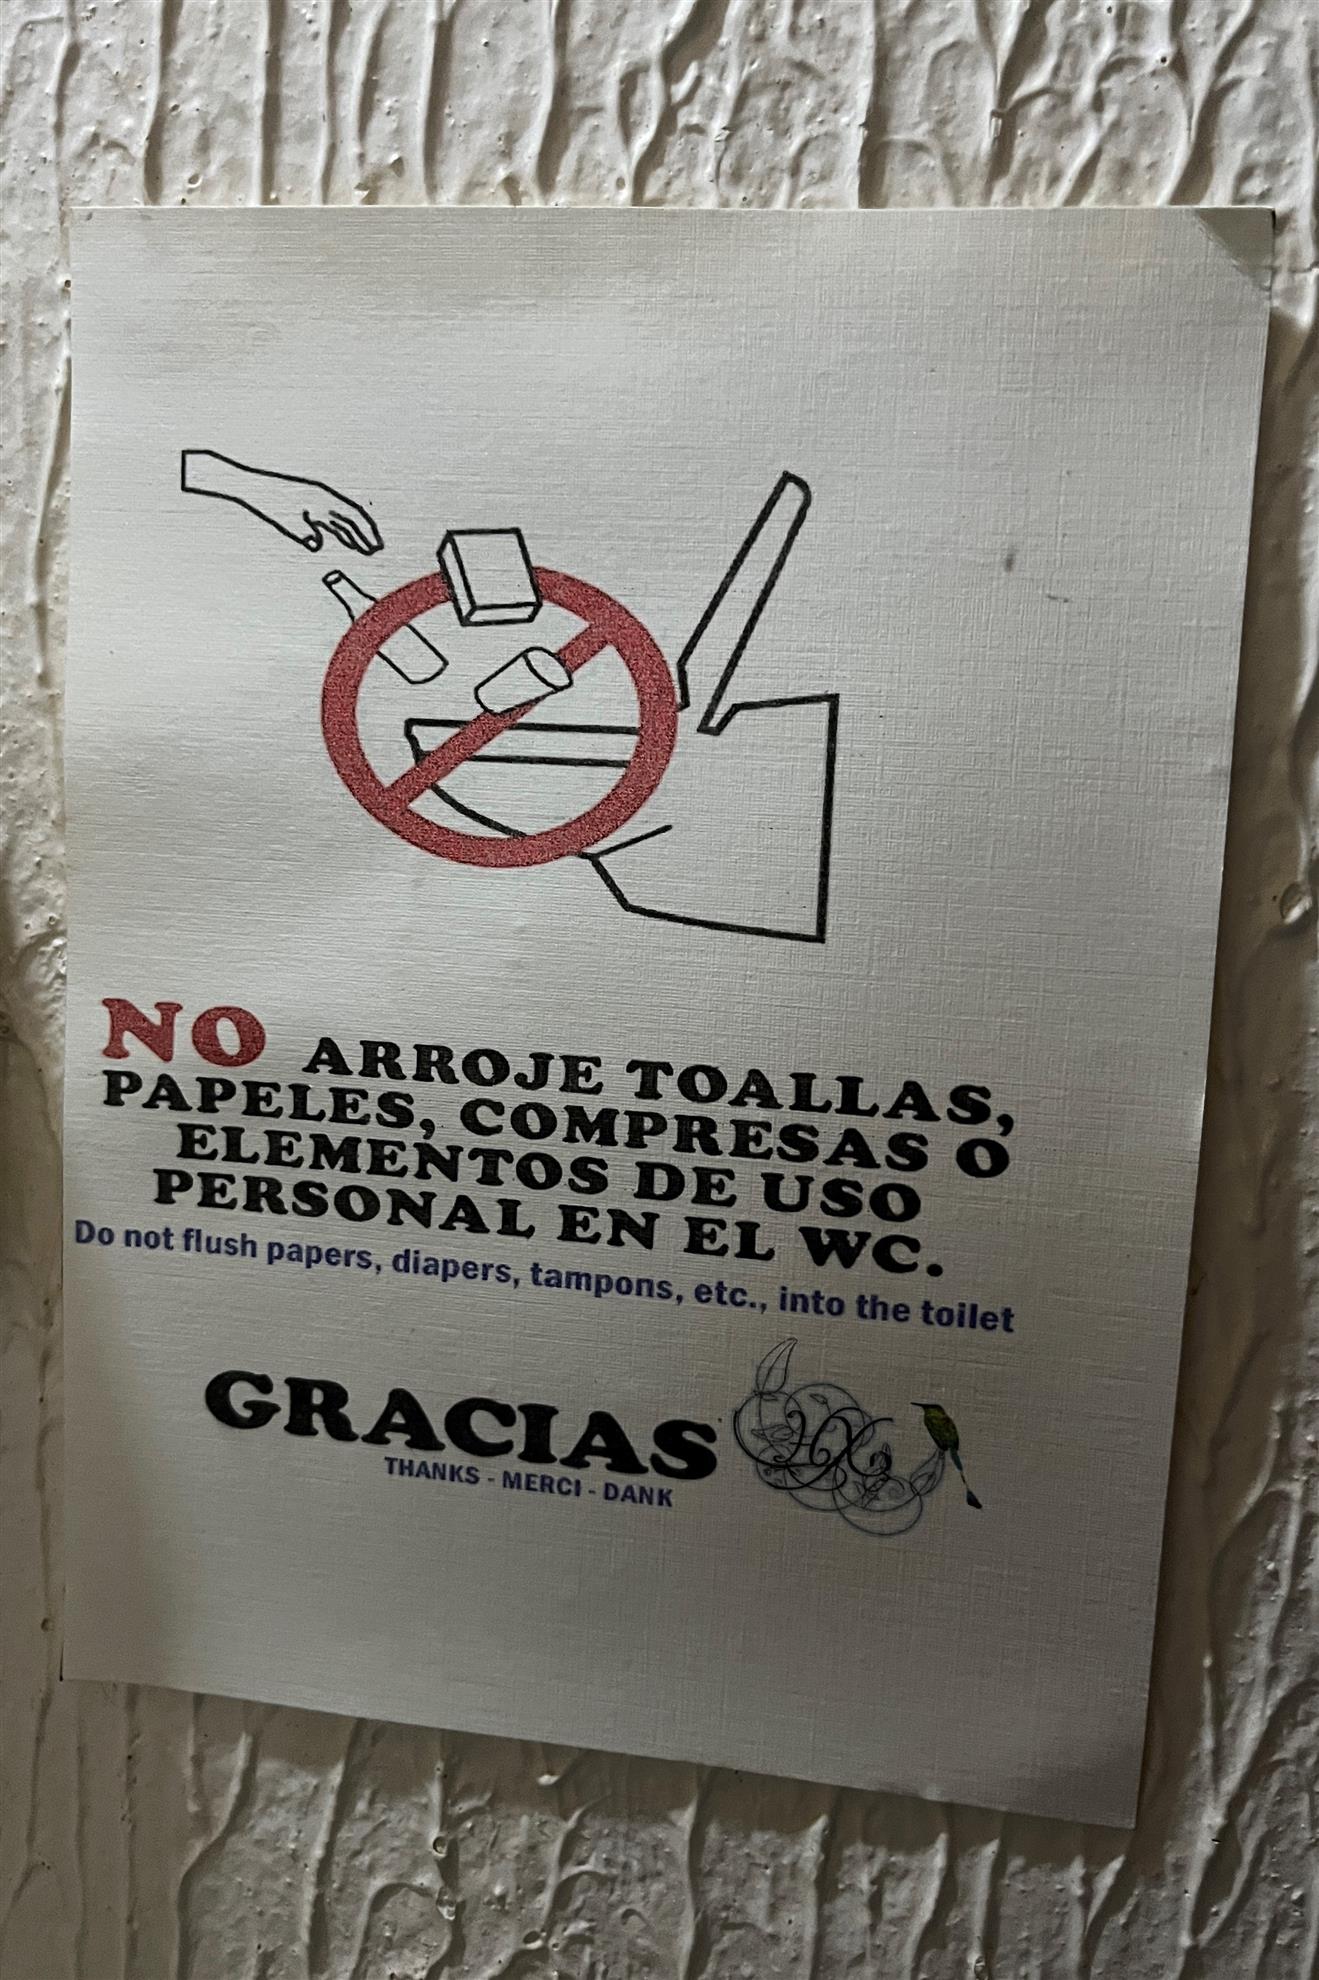 NO ARROJE TOALLAS,
PAPELES, COMPRESAS O
ELEMENTOS DE USO
PERSONAL EN EL WC.
Do not flush papers, diapers, tampons, etc., into the toilet
GRACIAS
THANKS - MERCI - DANK
HX